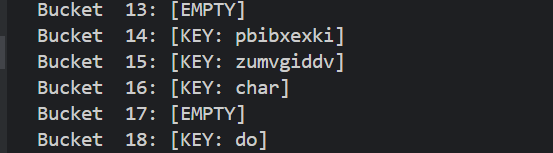 Bucket  13: [EMPTY]
Bucket  14: [KEY: pbibxexki]
Bucket  15: [KEY: zumvgiddv]
Bucket  16: [KEY: char]
Bucket  17: [EMPTY]
Bucket  18: [KEY: do]